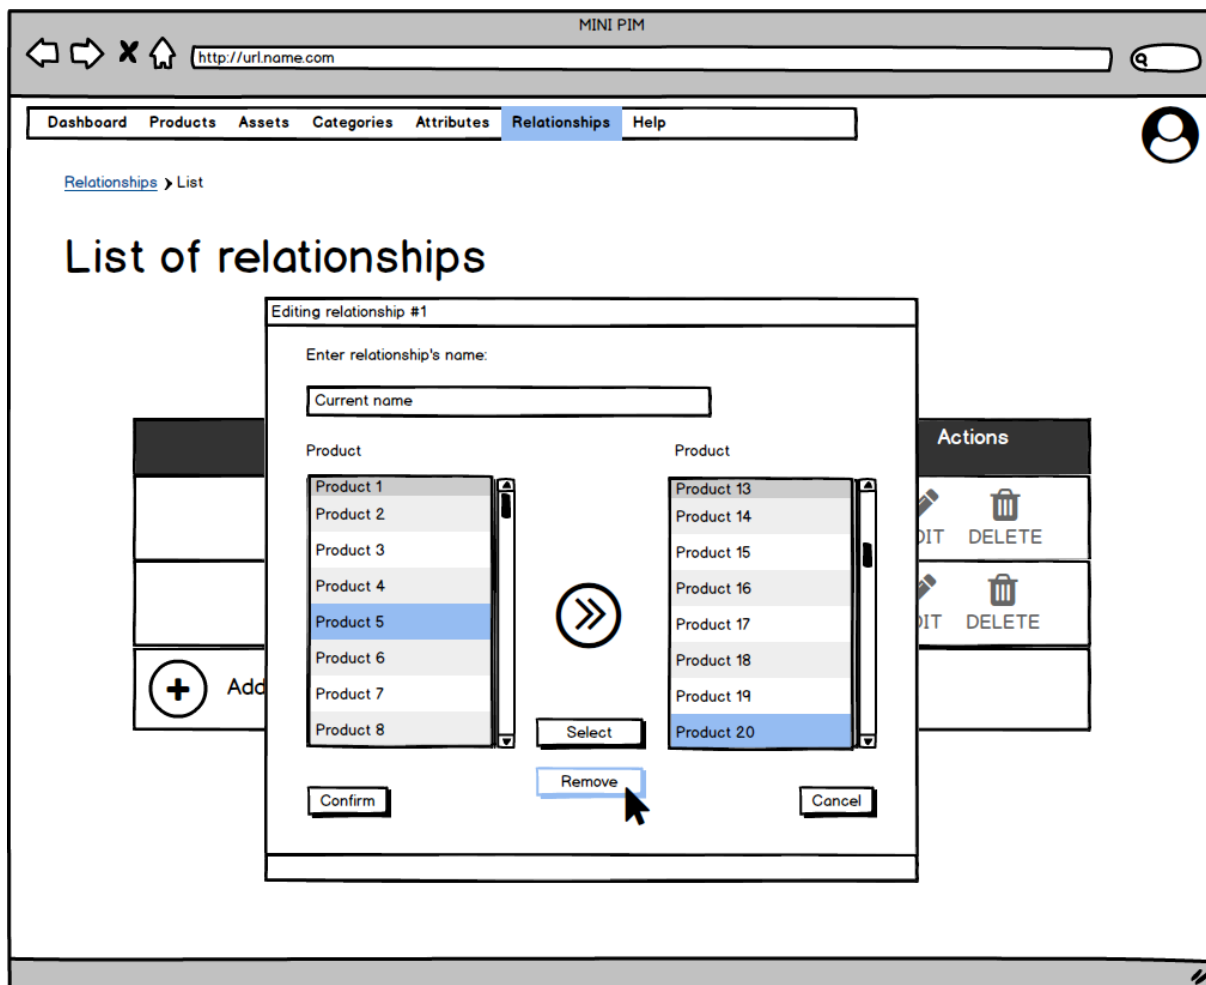 MINI PIM
http://url.name.com
Dashboard Products Assets Categories Attributes Relationships Help
Relationships List
List of relationships
Editing relationship #1
Enter relationship's name:
Current name
Actions
Product Product
Product 1 Product 13
Product 2 Product 14
Product 3 Product 15
Product 4 Product 16
Product 5 Product 17
Product 6 Product 18
Product 7 Product 19
Product 8 Product 20
DELETE
DELETE
Add
Select
Remove
Confirm Cancel